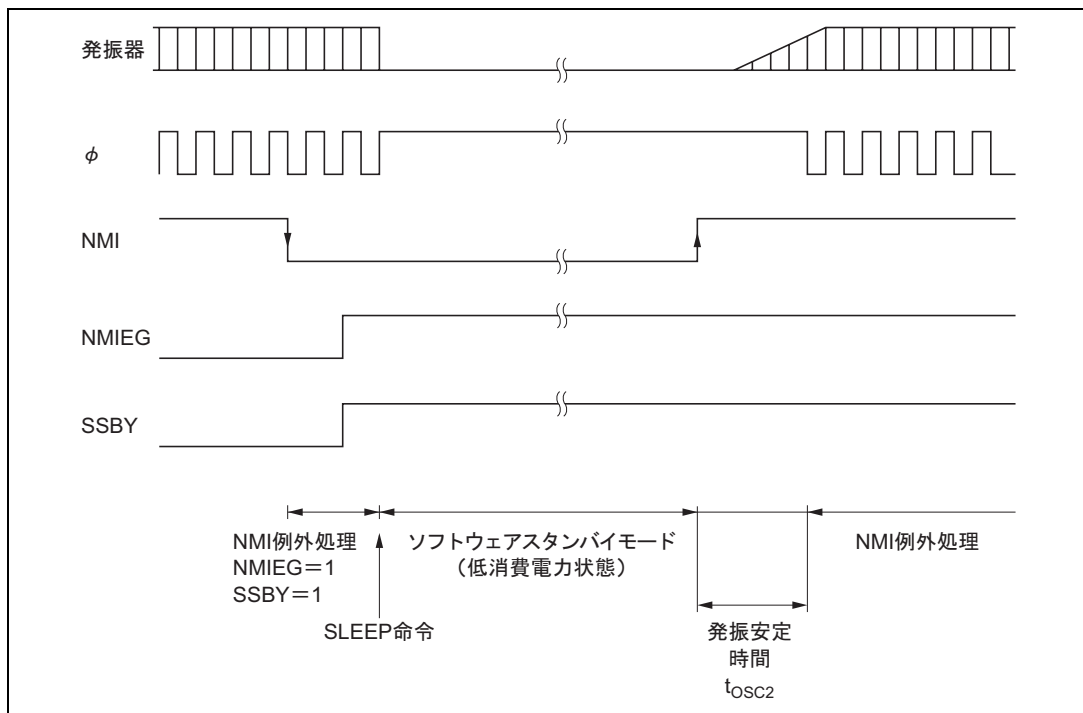 発振器
φ
NMI
NMIEG
SSBY
NMI例外処理
NMIEG＝1
SSBY＝1
SLEEP命令
ソフトウェアスタンバイモード
（低消費電力状態）
発振安定
時間
tOSC2
NMI例外処理